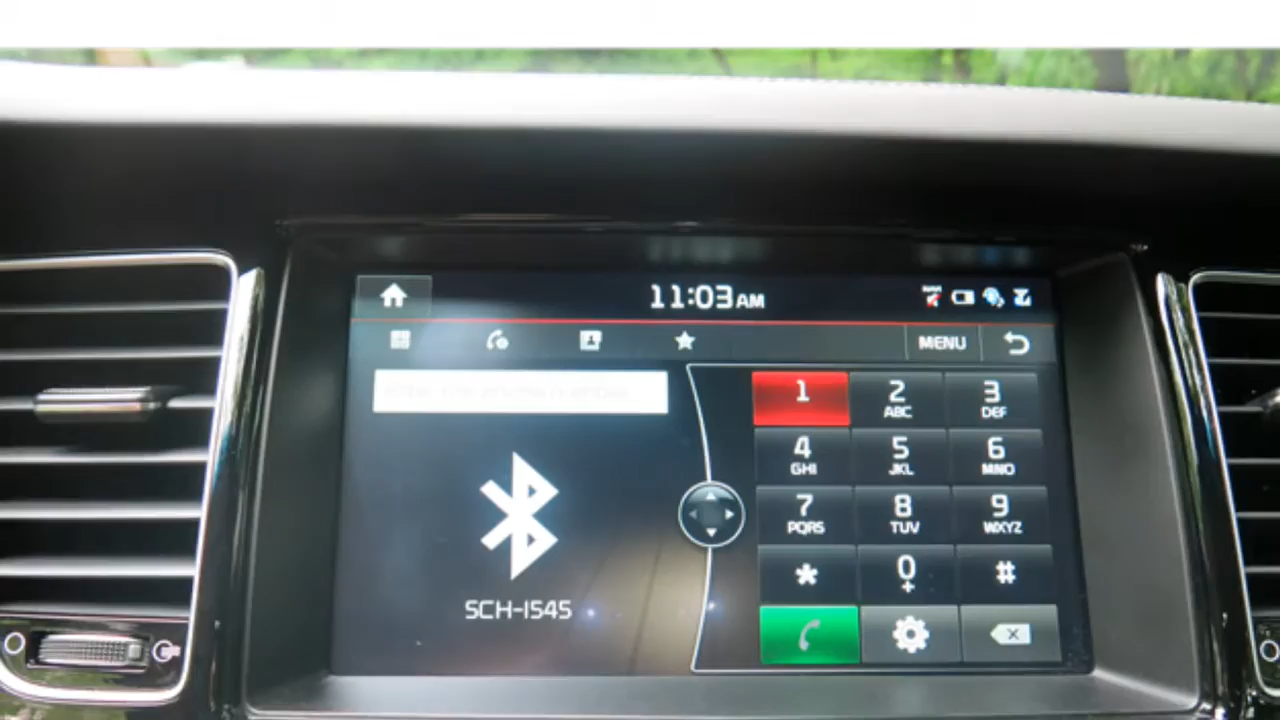 11:03AM
MENU
1
2
ABC
3
DEF
4
GHI
5
JKL
6
MNO
7
PQRS
8
TUV
9
WXYZ
*
0
+
#
SCH-I545